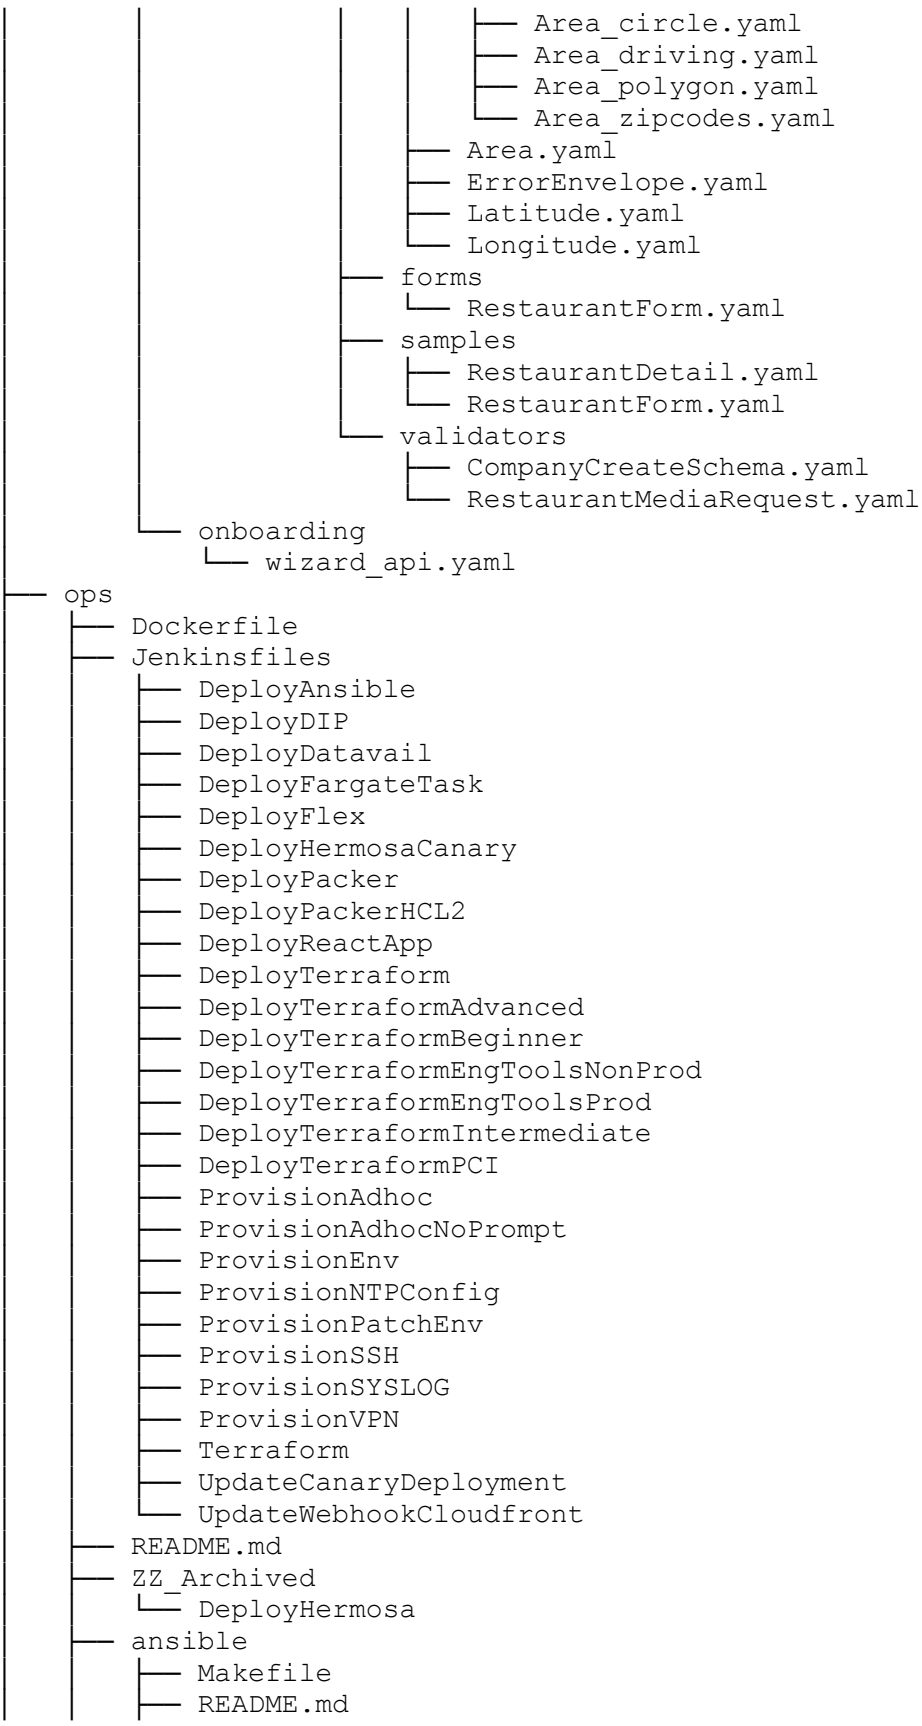 │       │           │   │   ├── Area_circle.yaml
│       │           │   │   ├── Area_driving.yaml
│       │           │   │   ├── Area_polygon.yaml
│       │           │   │   └── Area_zipcodes.yaml
│       │           │   ├── Area.yaml
│       │           │   ├── ErrorEnvelope.yaml
│       │           │   ├── Latitude.yaml
│       │           │   └── Longitude.yaml
│       │           ├── forms
│       │           │   └── RestaurantForm.yaml
│       │           ├── samples
│       │           │   ├── RestaurantDetail.yaml
│       │           │   └── RestaurantForm.yaml
│       │           └── validators
│       │               ├── CompanyCreateSchema.yaml
│       │               └── RestaurantMediaRequest.yaml
│       └── onboarding
│           └── wizard_api.yaml
├── ops
│   ├── Dockerfile
│   ├── Jenkinsfiles
│   │   ├── DeployAnsible
│   │   ├── DeployDIP
│   │   ├── DeployDatavail
│   │   ├── DeployFargateTask
│   │   ├── DeployFlex
│   │   ├── DeployHermosaCanary
│   │   ├── DeployPacker
│   │   ├── DeployPackerHCL2
│   │   ├── DeployReactApp
│   │   ├── DeployTerraform
│   │   ├── DeployTerraformAdvanced
│   │   ├── DeployTerraformBeginner
│   │   ├── DeployTerraformEngToolsNonProd
│   │   ├── DeployTerraformEngToolsProd
│   │   ├── DeployTerraformIntermediate
│   │   ├── DeployTerraformPCI
│   │   ├── ProvisionAdhoc
│   │   ├── ProvisionAdhocNoPrompt
│   │   ├── ProvisionEnv
│   │   ├── ProvisionNTPConfig
│   │   ├── ProvisionPatchEnv
│   │   ├── ProvisionSSH
│   │   ├── ProvisionSYSLOG
│   │   ├── ProvisionVPN
│   │   ├── Terraform
│   │   ├── UpdateCanaryDeployment
│   │   └── UpdateWebhookCloudfront
│   ├── README.md
│   ├── ZZ_Archived
│   │   └── DeployHermosa
│   ├── ansible
│   │   ├── Makefile
│   │   ├── README.md